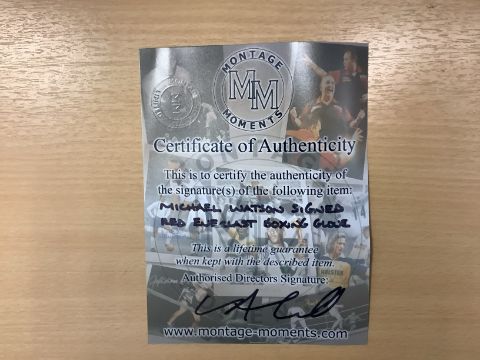 MONTAGE
MM
MOMENTS
Certificate of Authenticity
This is to certify the authenticity of
the signature(s) of the following item:
MICHAEL WATSON SIGNED
RED EVERLAST BOXING GLOVE
This is a lifetime guarantee
when kept with the described item.
Authorised Directors Signature:
www.montage-moments.com